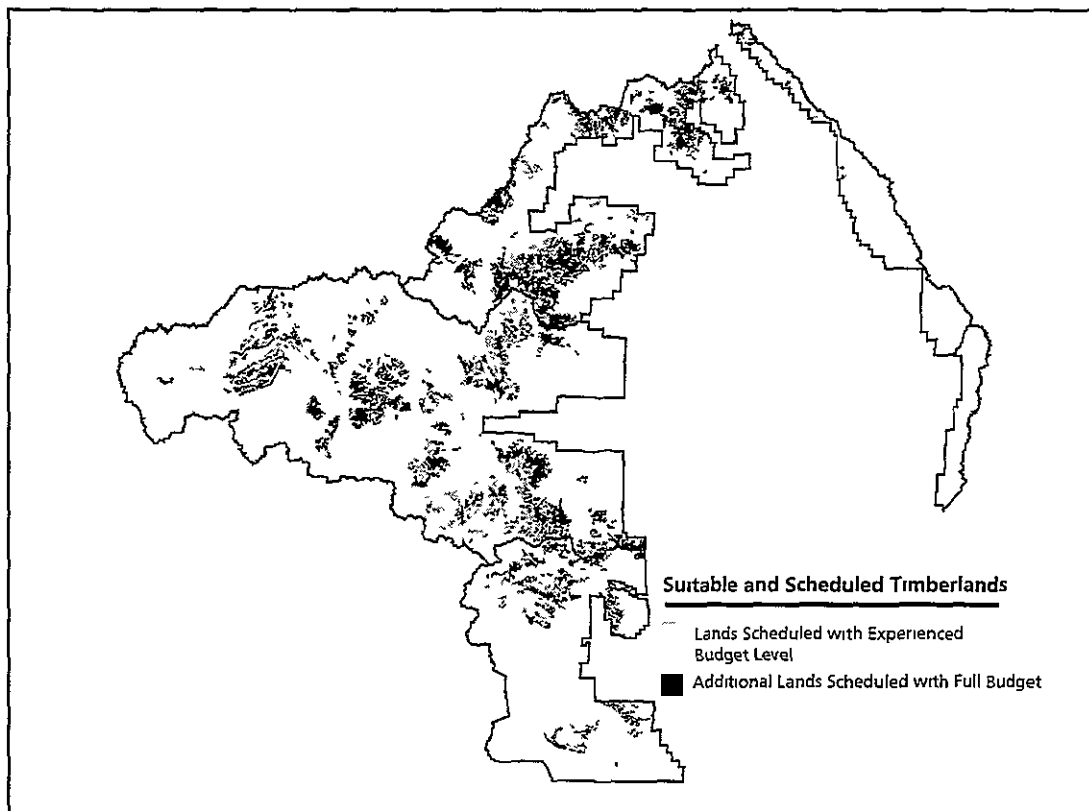 Suitable and Scheduled Timberlands
Lands Scheduled with Experienced
Budget Level
Additional Lands Scheduled with Full Budget